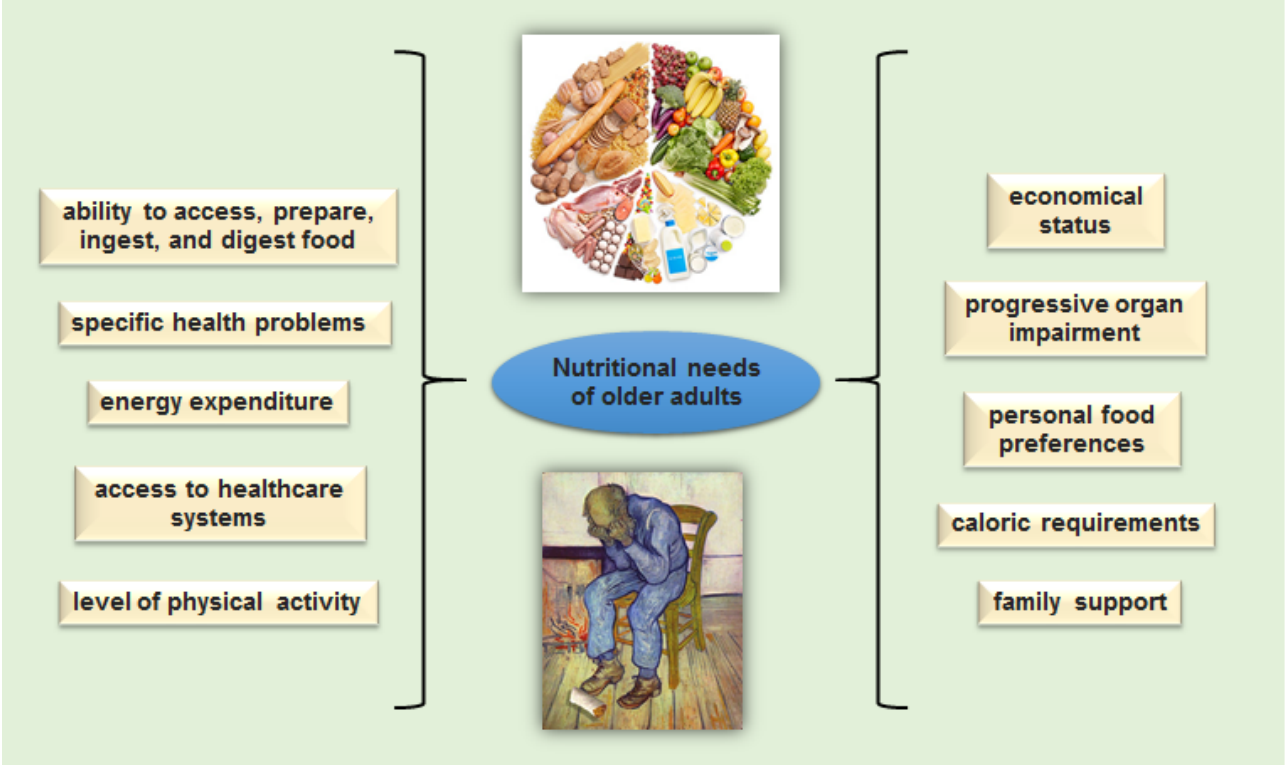 ability to access, prepare,
ingest, and digest food
specific health problems
energy expenditure
access to healthcare
systems
level of physical activity
Nutritional needs
of older adults
economical
status
progressive organ
impairment
personal food
preferences
caloric requirements
family support